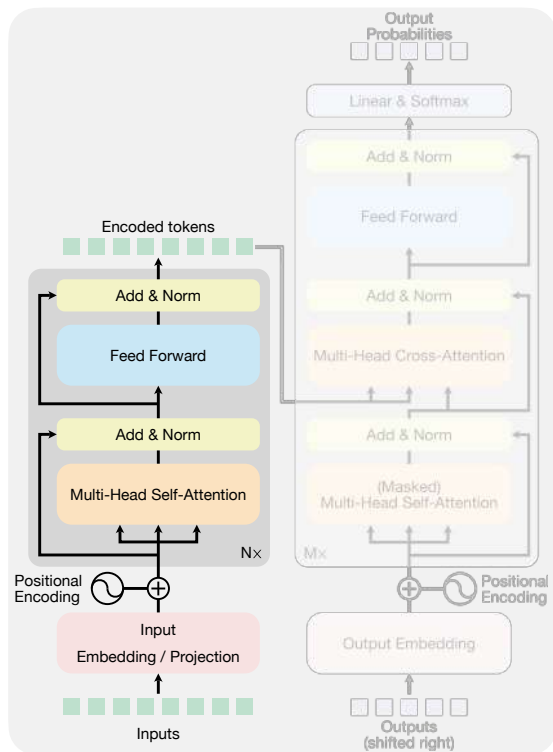 Output
Probabilities
Linear & Softmax
Add & Norm
Feed Forward
Add & Norm
Multi-Head Cross-Attention
Add & Norm
(Masked)
Multi-Head Self-Attention
M×
Positional
Encoding
Output Embedding
Outputs
(shifted right)
Encoded tokens
Add & Norm
Feed Forward
Add & Norm
Multi-Head Self-Attention
N×
Positional
Encoding
Input
Embedding / Projection
Inputs